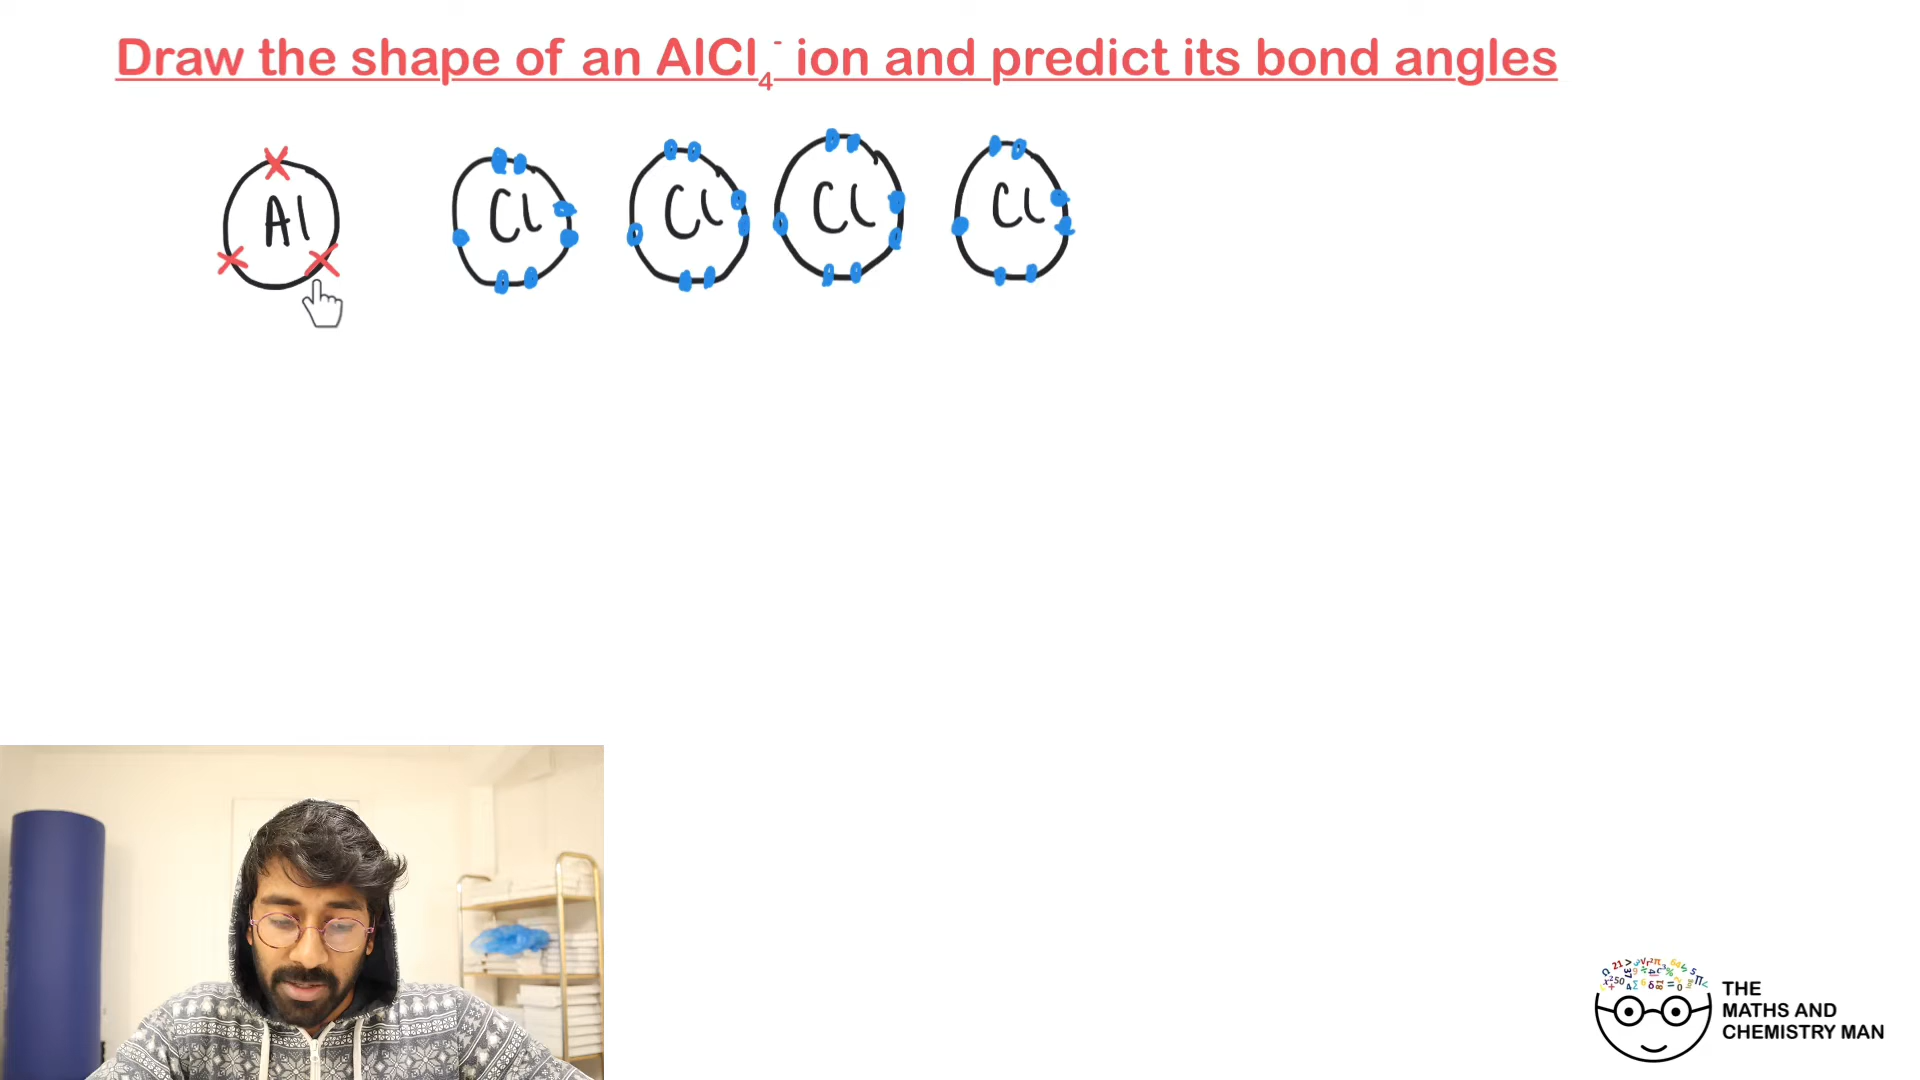 Draw the shape of an AlCl₄⁻ ion and predict its bond angles
Al Cl Cl Cl Cl
THE
MATHS AND
CHEMISTRY MAN